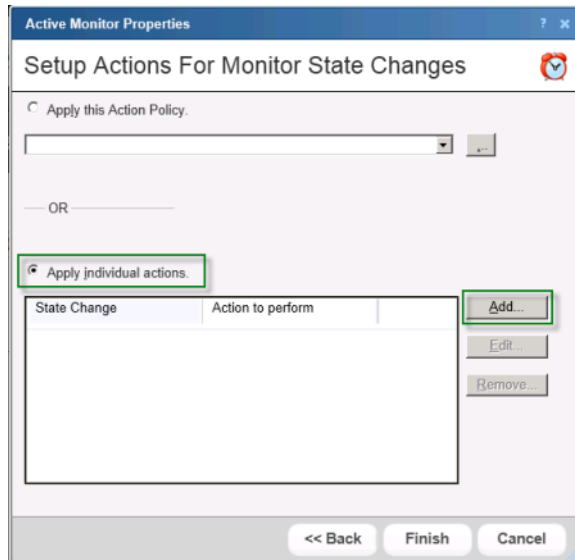 Active Monitor Properties ? x
Setup Actions For Monitor State Changes
Apply this Action Policy.
...
OR
Apply individual actions.
State Change Action to perform
Add...
Edit...
Remove...
<< Back Finish Cancel